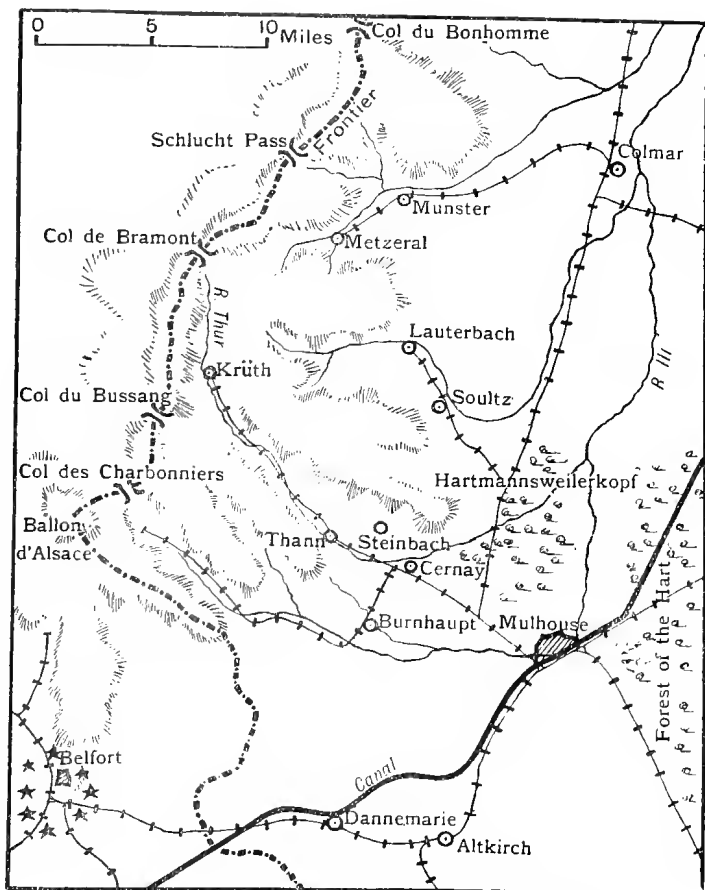 0 5 10
Miles
Col du Bonhomme
Schlucht Pass
Frontier
Colmar
Munster
Col de Bramont
Metzeral
R Thur
Lauterbach
Krüth
R Ill
Soultz
Col du Bussang
Hartmannsweilerkopf
Col des Charbonniers
Ballon
d'Alsace
Thann
Steinbach
Cernay
Burnhaupt
Mulhouse
Forest of the Hart
Belfort
Canal
Dannemarie
Altkirch